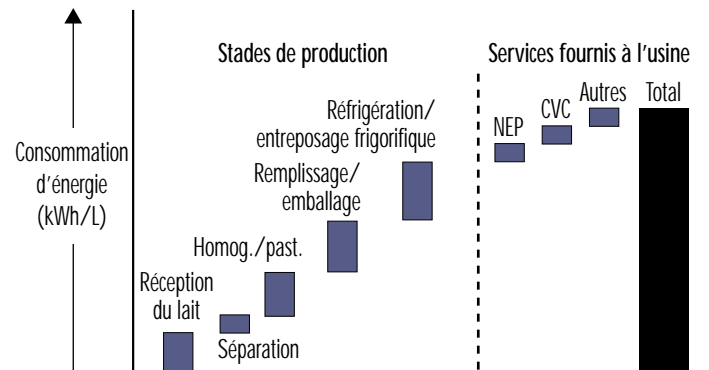 Stades de production
Services fournis à l'usine
Consommation
d'énergie
(kWh/L)
Réception
du lait
Séparation
Homog./past.
Remplissage/
emballage
Réfrigération/
entreposage frigorifique
NEP
CVC
Autres
Total